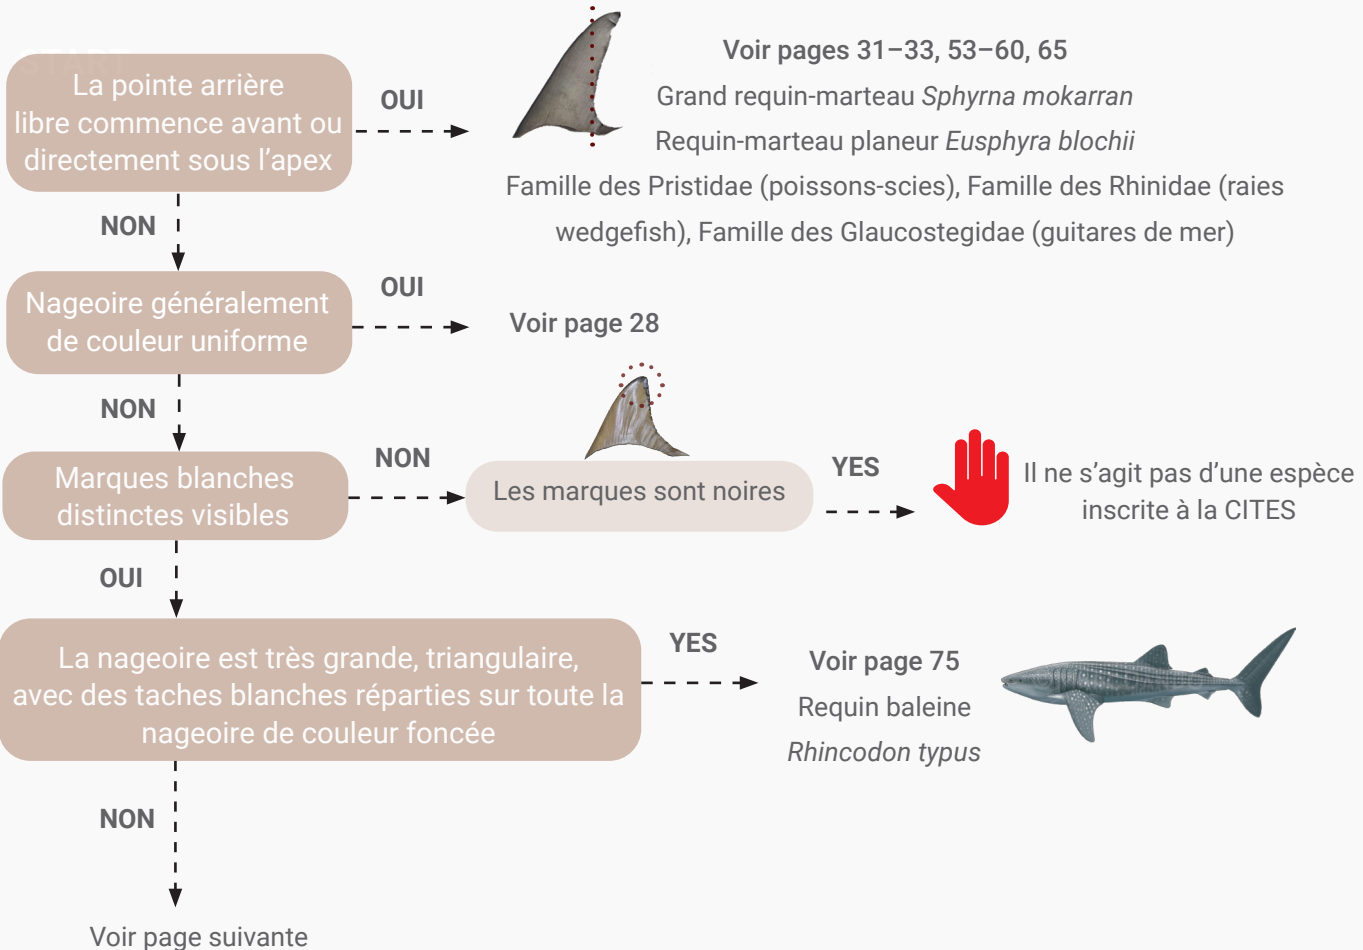 START
La pointe arrière
libre commence avant ou
directement sous l'apex
OUI
Voir pages 31–33, 53–60, 65
Grand requin-marteau Sphyrna mokarran
Requin-marteau planeur Eusphyra blochii
Famille des Pristidae (poissons-scies), Famille des Rhinidae (raies
wedgefish), Famille des Glaucostegidae (guitares de mer)
NON
Nageoire généralement
de couleur uniforme
OUI
Voir page 28
NON
Marques blanches
distinctes visibles
NON
Les marques sont noires
YES
Il ne s'agit pas d'une espèce
inscrite à la CITES
OUI
La nageoire est très grande, triangulaire,
avec des taches blanches réparties sur toute la
nageoire de couleur foncée
YES
Voir page 75
Requin baleine
Rhincodon typus
NON
Voir page suivante